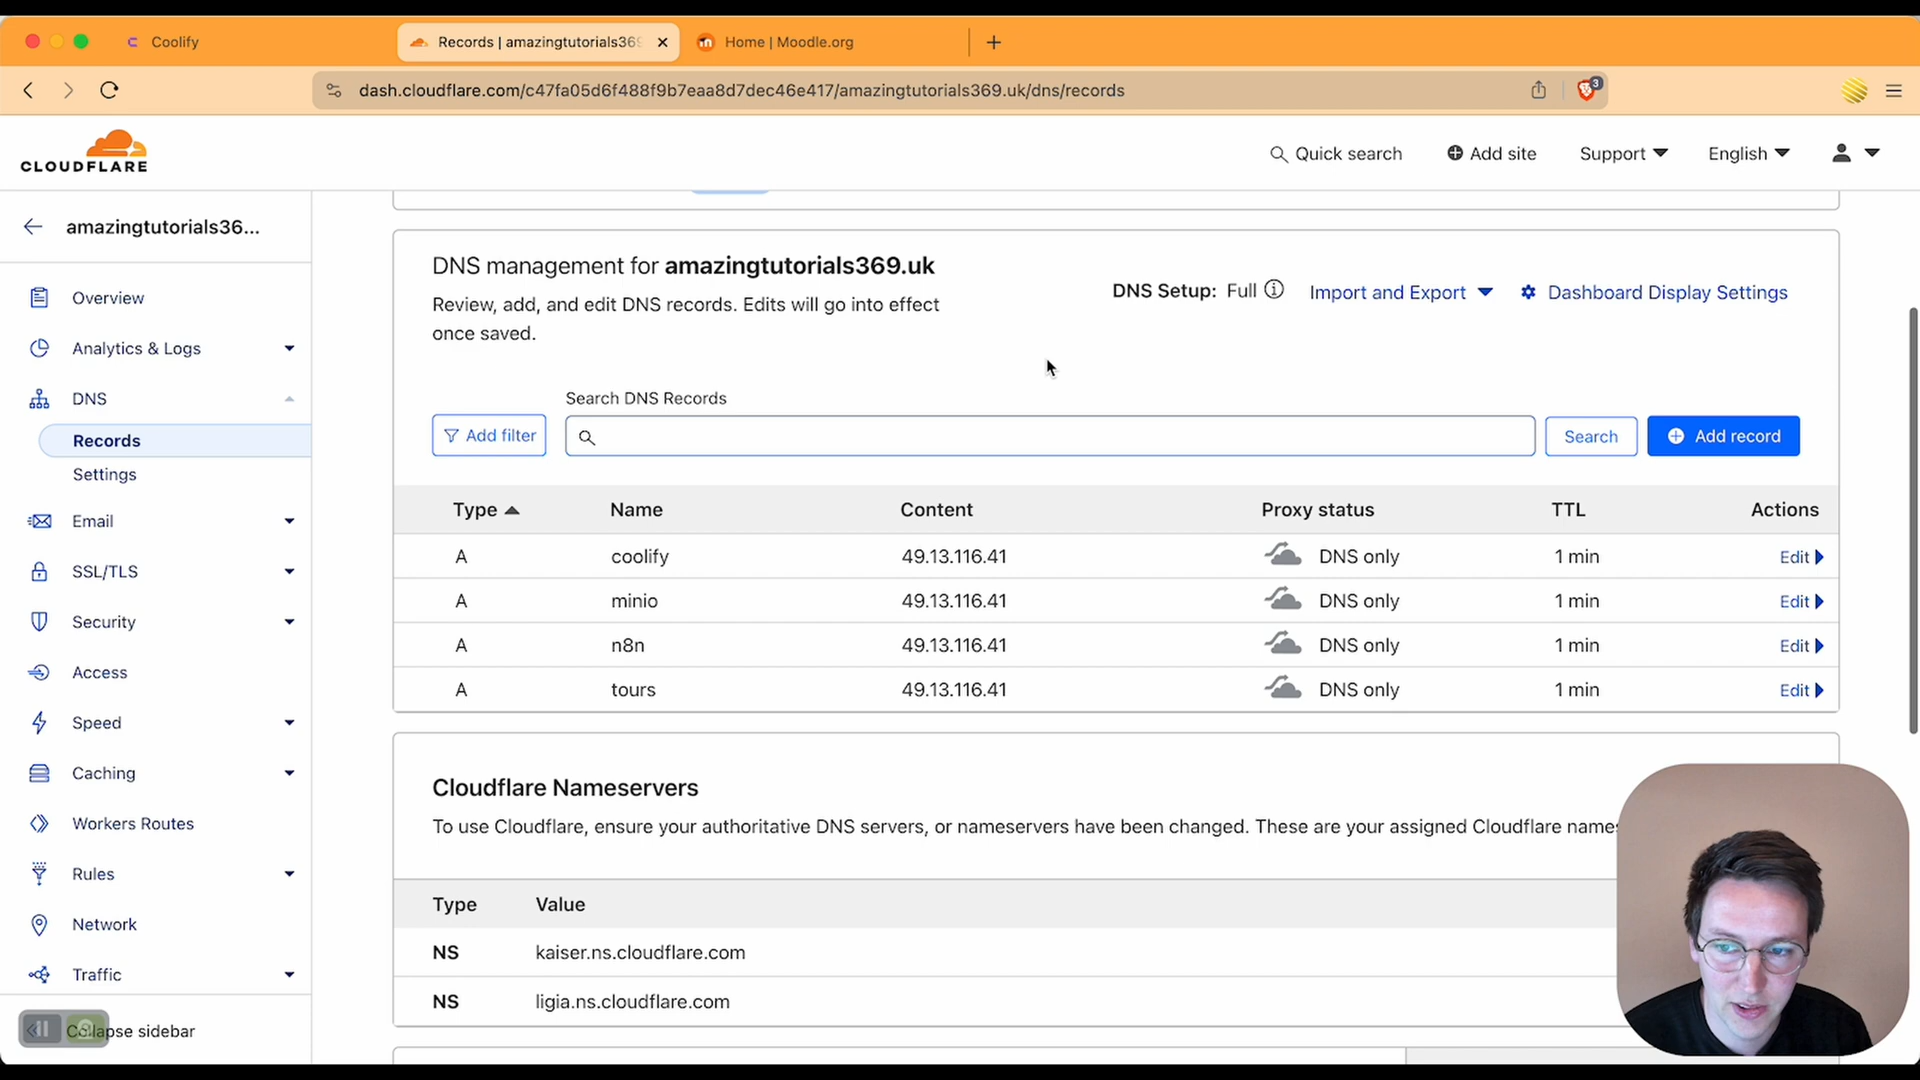 Coolify
Records | amazingtutorials369
Home | Moodle.org
dash.cloudflare.com/c47fa05d6f488f9b7eaa8d7dec46e417/amazingtutorials369.uk/dns/records
3
CLOUDFLARE
Quick search
Add site
Support
English
amazingtutorials36...
Overview
Analytics & Logs
DNS
Records
Settings
Email
SSL/TLS
Security
Access
Speed
Caching
Workers Routes
Rules
Network
Traffic
Collapse sidebar
DNS management for amazingtutorials369.uk
Review, add, and edit DNS records. Edits will go into effect
once saved.
DNS Setup: Full
Import and Export
Dashboard Display Settings
Search DNS Records
Add filter
Search
Add record
Type Name Content Proxy status TTL Actions
A coolify 49.13.116.41 DNS only 1 min Edit
A minio 49.13.116.41 DNS only 1 min Edit
A n8n 49.13.116.41 DNS only 1 min Edit
A tours 49.13.116.41 DNS only 1 min Edit
Cloudflare Nameservers
To use Cloudflare, ensure your authoritative DNS servers, or nameservers have been changed. These are your assigned Cloudflare names
Type Value
NS kaiser.ns.cloudflare.com
NS ligia.ns.cloudflare.com